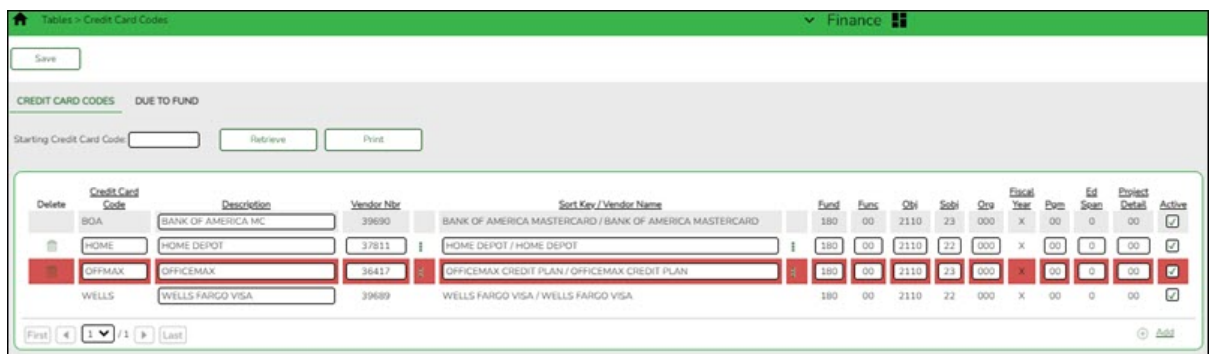 Tables > Credit Card Codes
Finance
Save
CREDIT CARD CODES DUE TO FUND
Starting Credit Card Code: Retrieve Print
Delete Credit Card Code Description Vendor Nbr Sort Key / Vendor Name Fund Func Obj Sobj Org Fiscal Year Pgm Ed Span Project Detail Active
BOA BANK OF AMERICA MC 39690 BANK OF AMERICA MASTERCARD / BANK OF AMERICA MASTERCARD 180 00 2110 23 000 X 00 0 00
HOME HOME DEPOT 37811 HOME DEPOT / HOME DEPOT 180 00 2110 22 000 X 00 0 00
OFFMAX OFFICEMAX 36417 OFFICEMAX CREDIT PLAN / OFFICEMAX CREDIT PLAN 180 00 2110 23 000 X 00 0 00
WELLS WELLS FARGO VISA 39689 WELLS FARGO VISA / WELLS FARGO VISA 180 00 2110 22 000 X 00 0 00
First 1 / 1 Last Add